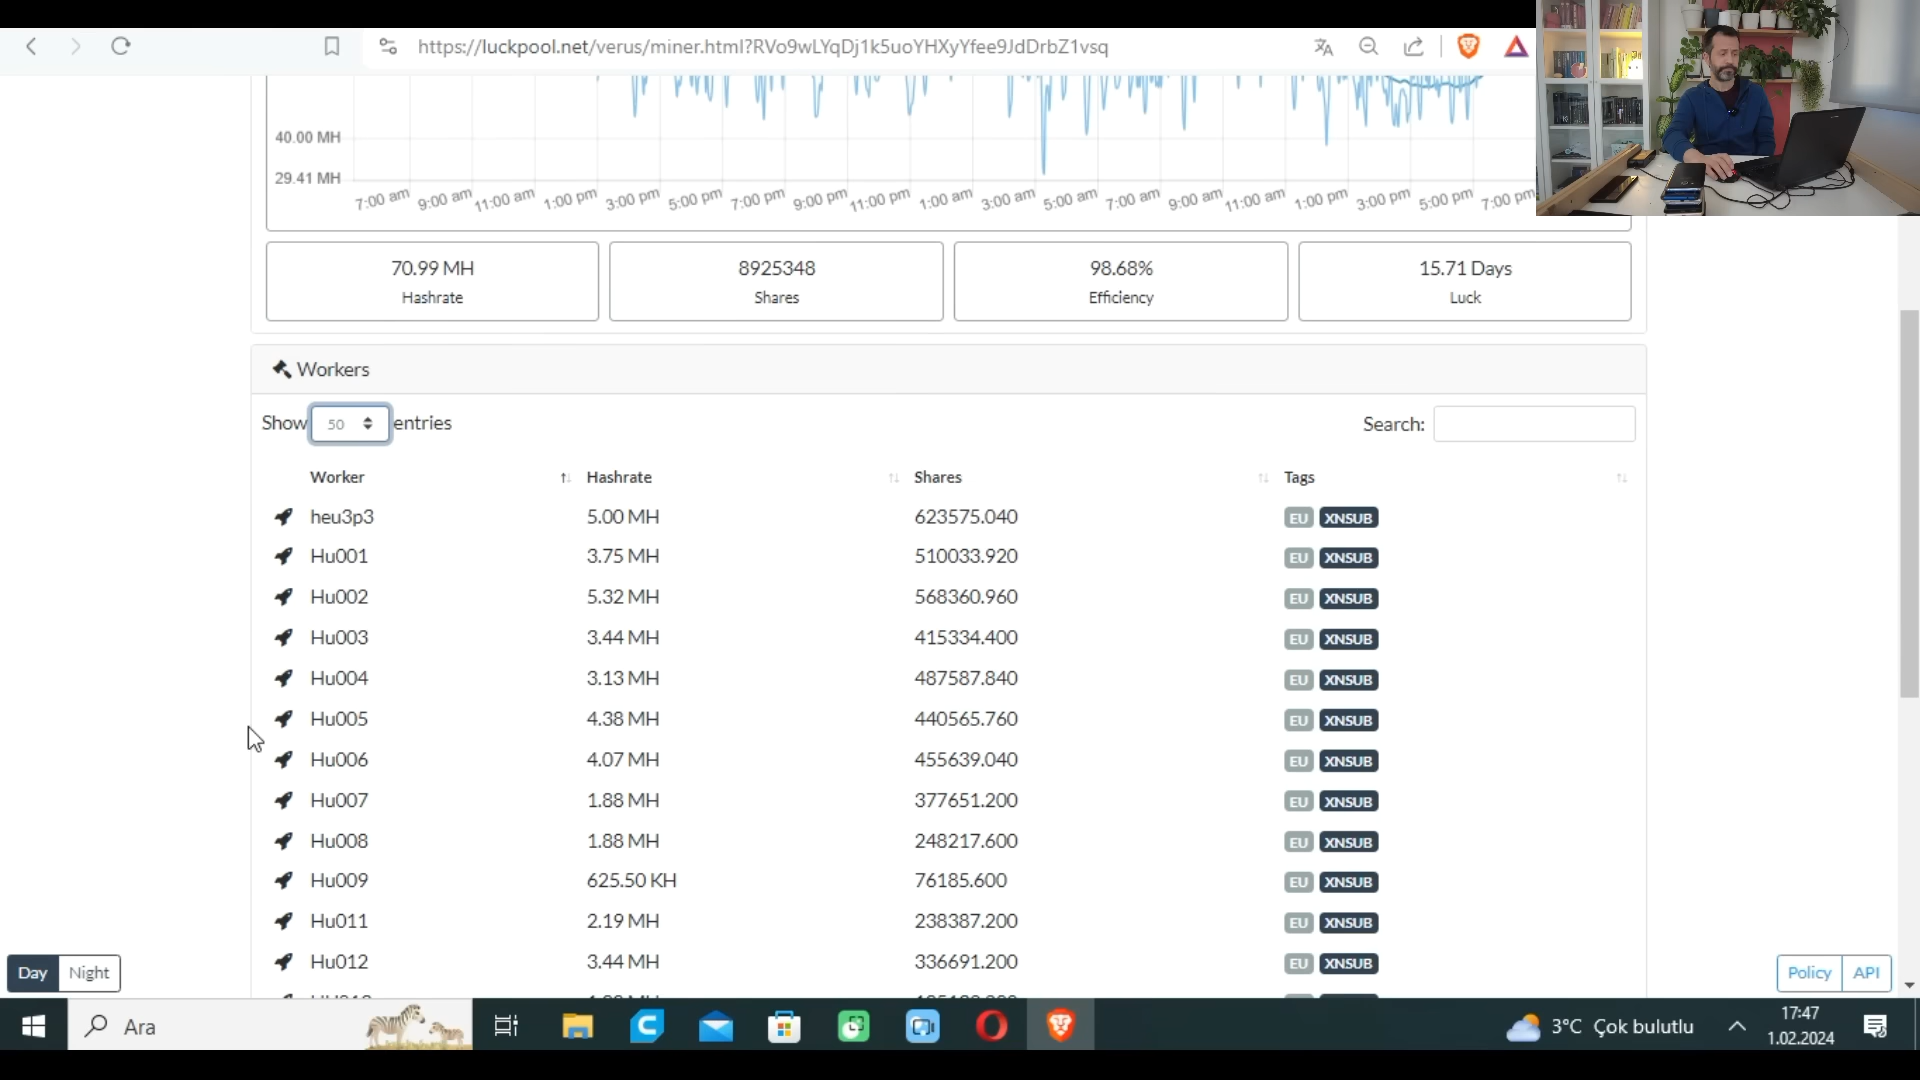 https://luckpool.net/verus/miner.html?RVo9wLYqDj1k5uoYHXyYfee9JdDrbZ1vsq
40.00 MH
29.41 MH
7:00 am 9:00 am 11:00 am 1:00 pm 3:00 pm 5:00 pm 7:00 pm 9:00 pm 11:00 pm 1:00 am 3:00 am 5:00 am 7:00 am 9:00 am 11:00 am 1:00 pm 3:00 pm 5:00 pm 7:00 pm
70.99 MH 8925348 98.68% 15.71 Days
Hashrate Shares Efficiency Luck
Workers
Show 50 entries Search:
Worker Hashrate Shares Tags
heu3p3 5.00 MH 623575.040 EU XNSUB
Hu001 3.75 MH 510033.920 EU XNSUB
Hu002 5.32 MH 568360.960 EU XNSUB
Hu003 3.44 MH 415334.400 EU XNSUB
Hu004 3.13 MH 487587.840 EU XNSUB
Hu005 4.38 MH 440565.760 EU XNSUB
Hu006 4.07 MH 455639.040 EU XNSUB
Hu007 1.88 MH 377651.200 EU XNSUB
Hu008 1.88 MH 248217.600 EU XNSUB
Hu009 625.50 KH 76185.600 EU XNSUB
Hu011 2.19 MH 238387.200 EU XNSUB
Hu012 3.44 MH 336691.200 EU XNSUB
Day Night Policy API
Ara 3°C Çok bulutlu 17:47
1.02.2024